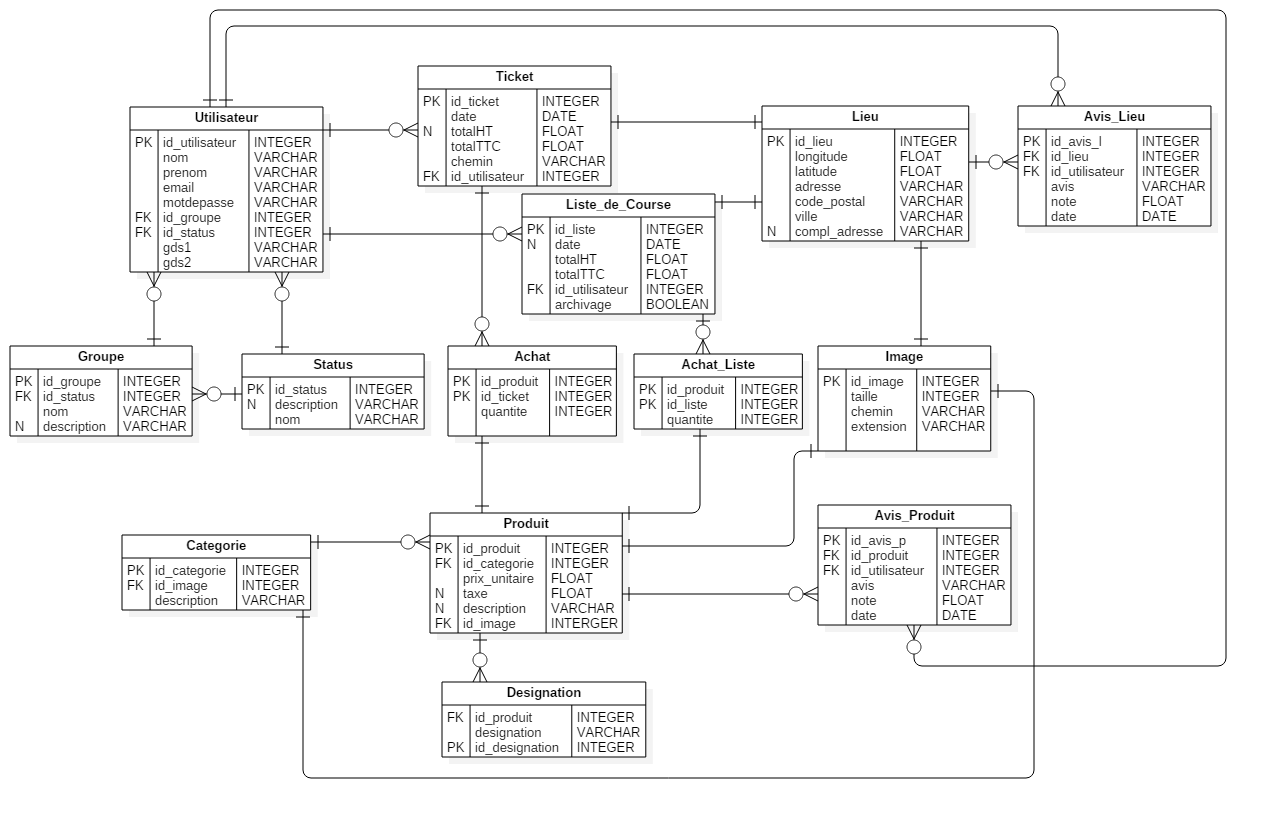 Ticket
PK id_ticket INTEGER
date DATE
N totalHT FLOAT
totalTTC FLOAT
chemin VARCHAR
FK id_utilisateur INTEGER
Utilisateur
PK id_utilisateur INTEGER
nom VARCHAR
prenom VARCHAR
email VARCHAR
motdepasse VARCHAR
FK id_groupe INTEGER
FK id_status INTEGER
gds1 VARCHAR
gds2 VARCHAR
Lieu
PK id_lieu INTEGER
longitude FLOAT
latitude FLOAT
adresse VARCHAR
code_postal VARCHAR
ville VARCHAR
N compl_adresse VARCHAR
Avis_Lieu
PK id_avis_l INTEGER
FK id_lieu INTEGER
FK id_utilisateur INTEGER
avis VARCHAR
note FLOAT
date DATE
Liste_de_Course
PK id_liste INTEGER
N date DATE
totalHT FLOAT
totalTTC FLOAT
FK id_utilisateur INTEGER
archivage BOOLEAN
Groupe
PK id_groupe INTEGER
FK id_status INTEGER
nom VARCHAR
N description VARCHAR
Status
PK id_status INTEGER
N description VARCHAR
nom VARCHAR
Achat
PK id_produit INTEGER
PK id_ticket INTEGER
quantite INTEGER
Achat_Liste
PK id_produit INTEGER
PK id_liste INTEGER
quantite INTEGER
Image
PK id_image INTEGER
taille INTEGER
chemin VARCHAR
extension VARCHAR
Categorie
PK id_categorie INTEGER
FK id_image INTEGER
description VARCHAR
Produit
PK id_produit INTEGER
FK id_categorie INTEGER
prix_unitaire FLOAT
N taxe FLOAT
N description VARCHAR
FK id_image INTERGER
Avis_Produit
PK id_avis_p INTEGER
FK id_produit INTEGER
FK id_utilisateur INTEGER
avis VARCHAR
note FLOAT
date DATE
Designation
FK id_produit INTEGER
designation VARCHAR
PK id_designation INTEGER